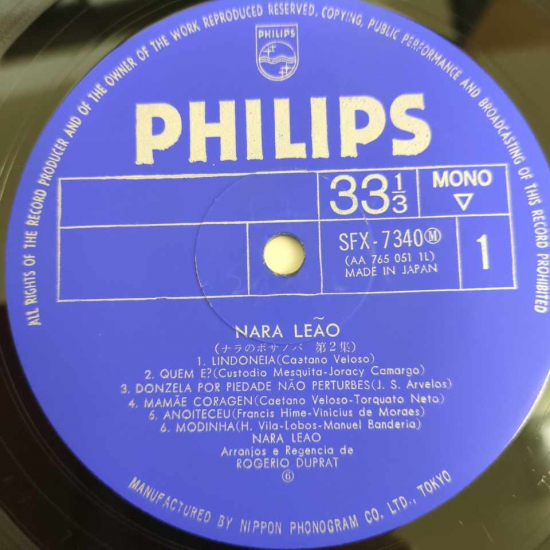 ALL RIGHTS OF THE RECORD PRODUCER AND OF THE OWNER OF THE WORK REPRODUCED RESERVED. COPYING, PUBLIC PERFORMANCE AND BROADCASTING OF THIS RECORD PROHIBITED
PHILIPS
PHILIPS
33 1/3
MONO
▽
SFX-7340Ⓜ
(AA 765 051 1L)
MADE IN JAPAN
1
NARA LEÃO
(ナラのボサノバ 第2集)
1. LINDONEIA(Caetano Veloso)
2. QUEM E?(Custodio Mesquita-Joracy Camargo)
3. DONZELA POR PIEDADE NÃO PERTURBES(J. S. Arvelos)
4. MAMÃE CORAGEN(Caetano Veloso-Torquato Neto)
5. ANOITECEU(Francis Hime-Vinicius de Moraes)
6. MODINHA(H. Vila-Lobos-Manuel Banderia)
NARA LEAO
Arranjos e Regencia de
ROGERIO DUPRAT
⑥
MANUFACTURED BY NIPPON PHONOGRAM CO. LTD., TOKYO